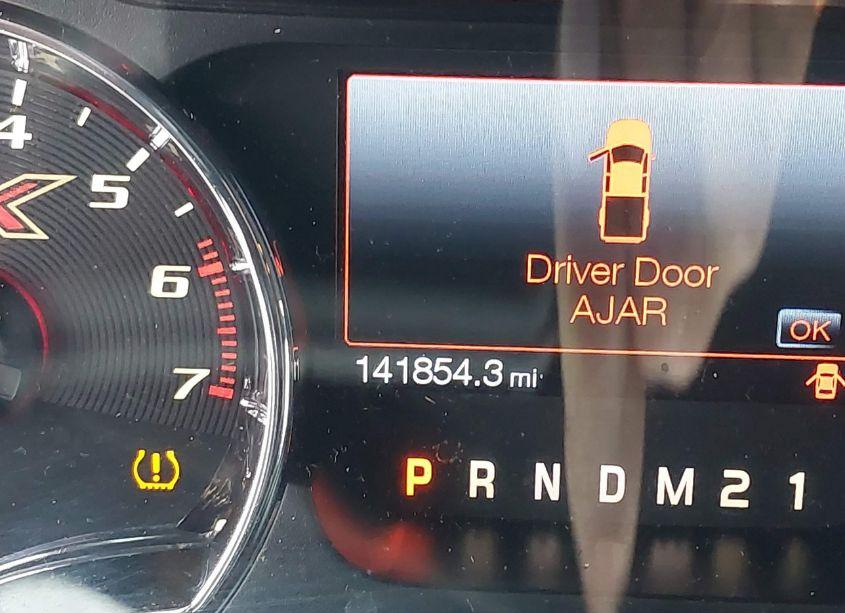 4
5
6
7
Driver Door
AJAR
OK
141854.3 mi
P R N D M 2 1